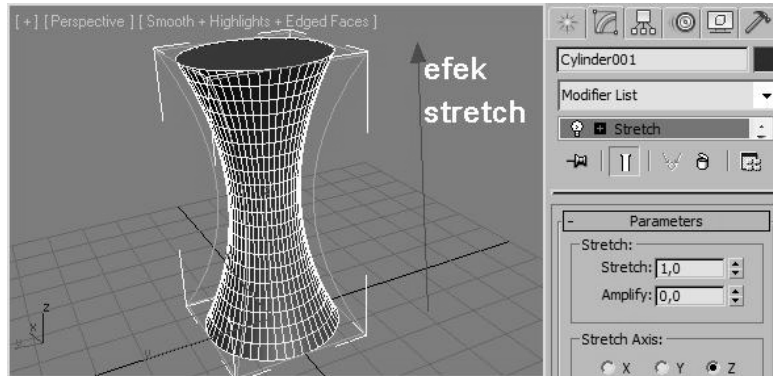 [ + ] [ Perspective ] [ Smooth + Highlights + Edged Faces ]
efek
stretch
z
x
y
Cylinder001
Modifier List
Stretch
- Parameters
Stretch:
Stretch: 1,0
Amplify: 0,0
Stretch Axis:
X Y Z